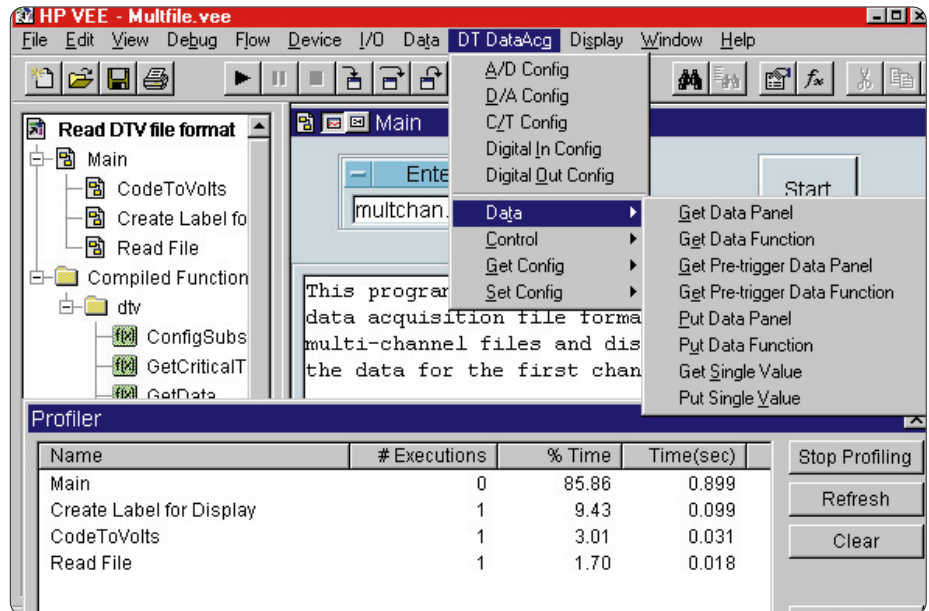 HP VEE - Multfile.vee
File Edit View Debug Flow Device I/O Data DT DataAcg Display Window Help
A/D Config
D/A Config
C/T Config
Digital In Config
Digital Out Config
Data
Control
Get Config
Set Config
Get Data Panel
Get Data Function
Get Pre-trigger Data Panel
Get Pre-trigger Data Function
Put Data Panel
Put Data Function
Get Single Value
Put Single Value
Read DTV file format
Main
CodeToVolts
Create Label fo
Read File
Compiled Function
dtv
ConfigSubs
GetCriticalT
GetData
Main
Ente
multchan.
Start
This program
data acquisition file forma
multi-channel files and dis
the data for the first chan
Profiler
Name # Executions % Time Time(sec)
Main 0 85.86 0.899
Create Label for Display 1 9.43 0.099
CodeToVolts 1 3.01 0.031
Read File 1 1.70 0.018
Stop Profiling
Refresh
Clear